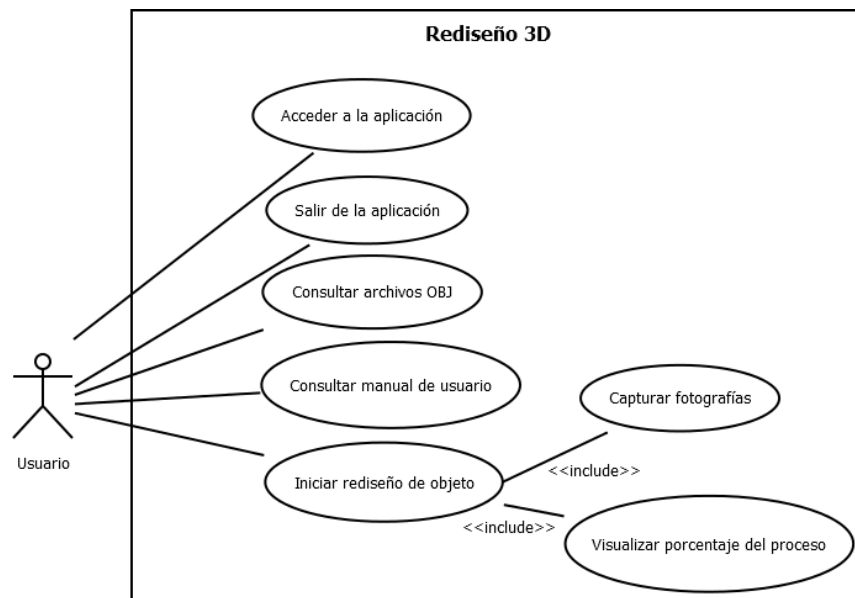 Rediseño 3D
Acceder a la aplicación
Salir de la aplicación
Consultar archivos OBJ
Consultar manual de usuario
Capturar fotografías
Usuario
Iniciar rediseño de objeto
<<include>>
<<include>>
Visualizar porcentaje del proceso